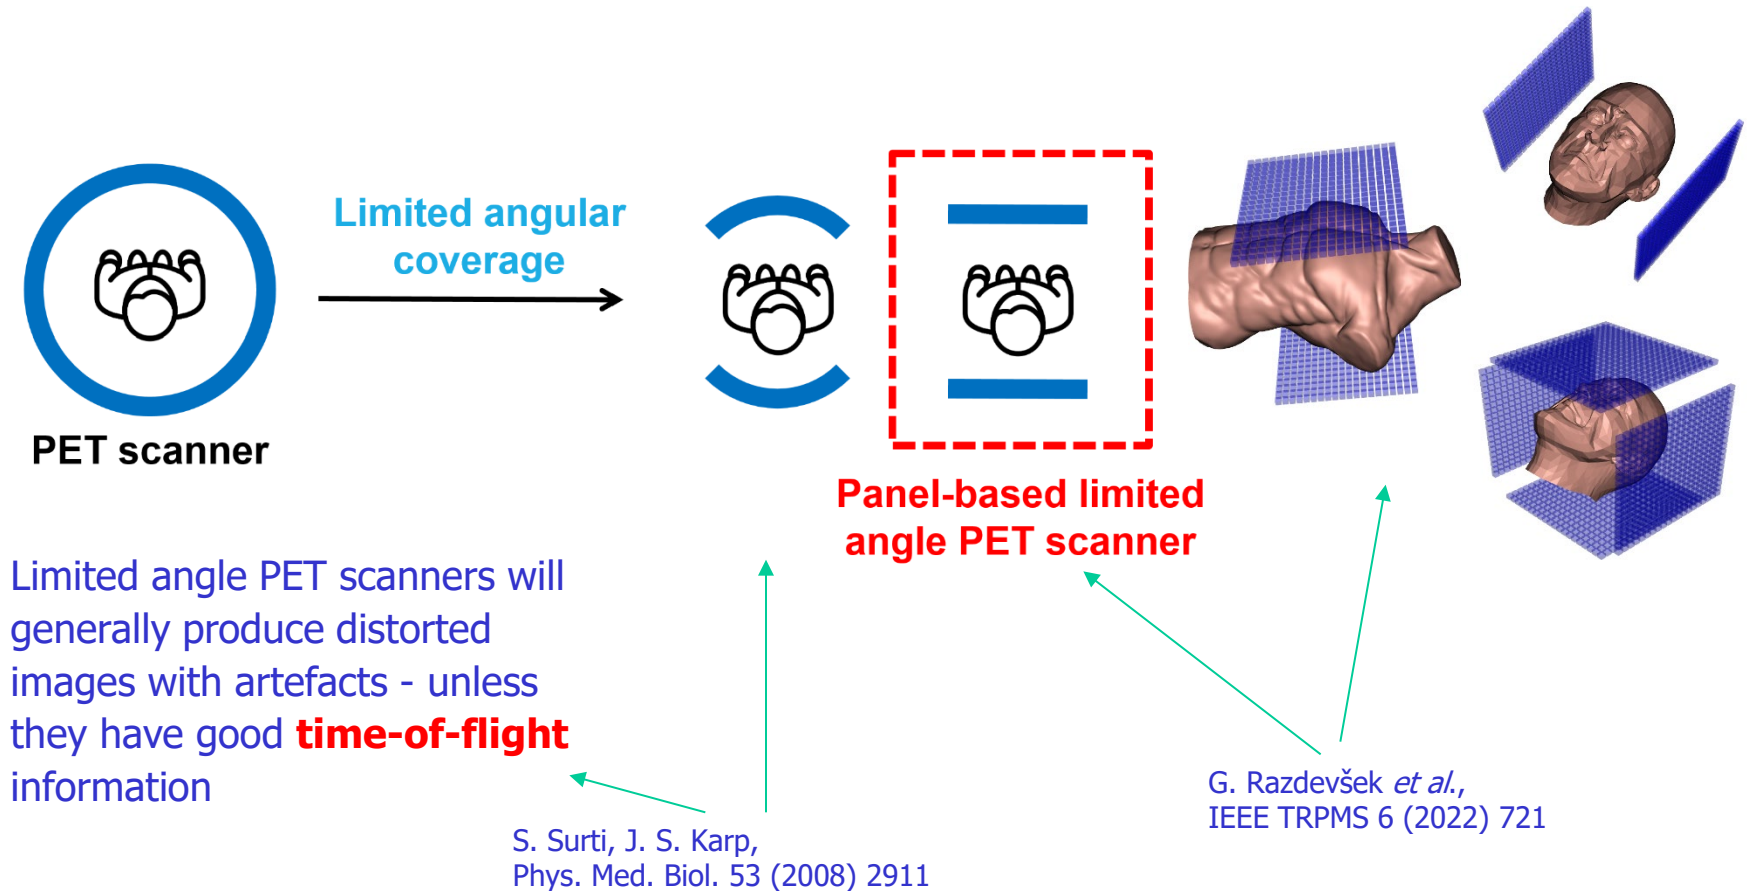 Limited angular
coverage
PET scanner
Panel-based limited
angle PET scanner
Limited angle PET scanners will
generally produce distorted
images with artefacts - unless
they have good time-of-flight
information
S. Surti, J. S. Karp,
Phys. Med. Biol. 53 (2008) 2911
G. Razdevšek et al.,
IEEE TRPMS 6 (2022) 721